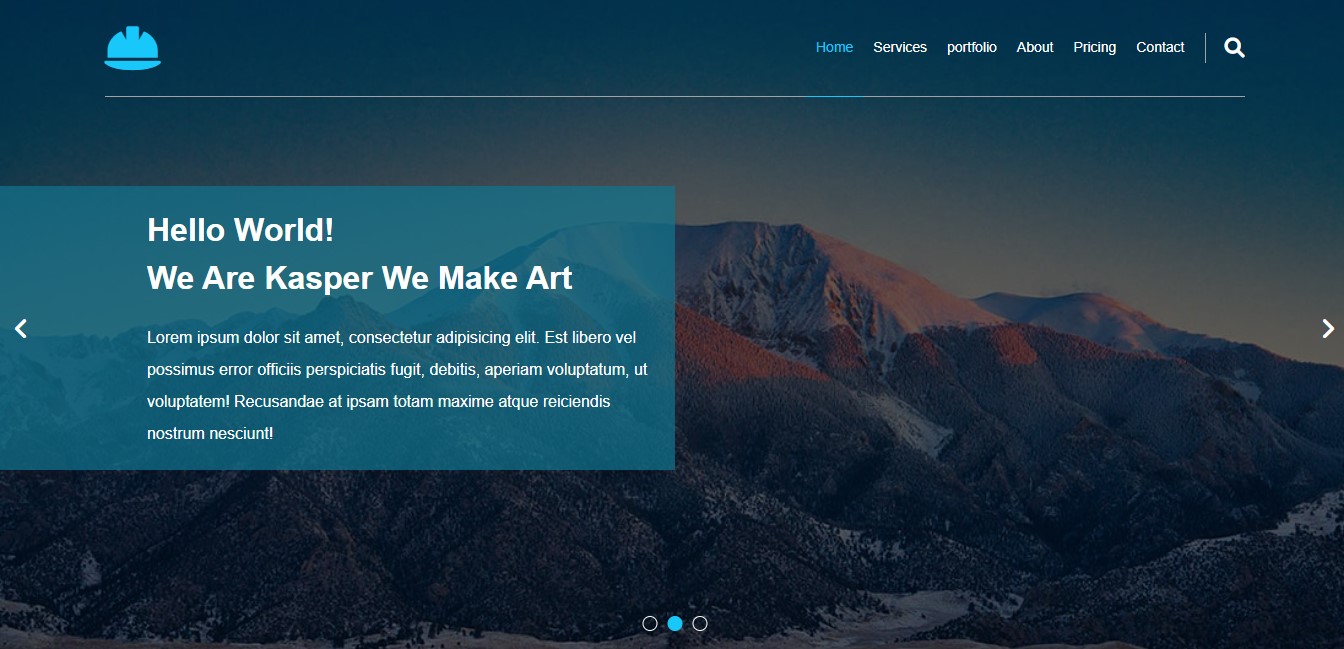 Home Services portfolio About Pricing Contact
Hello World!
We Are Kasper We Make Art
Lorem ipsum dolor sit amet, consectetur adipisicing elit. Est libero vel
possimus error officiis perspiciatis fugit, debitis, aperiam voluptatum, ut
voluptatem! Recusandae at ipsam totam maxime atque reiciendis
nostrum nesciunt!